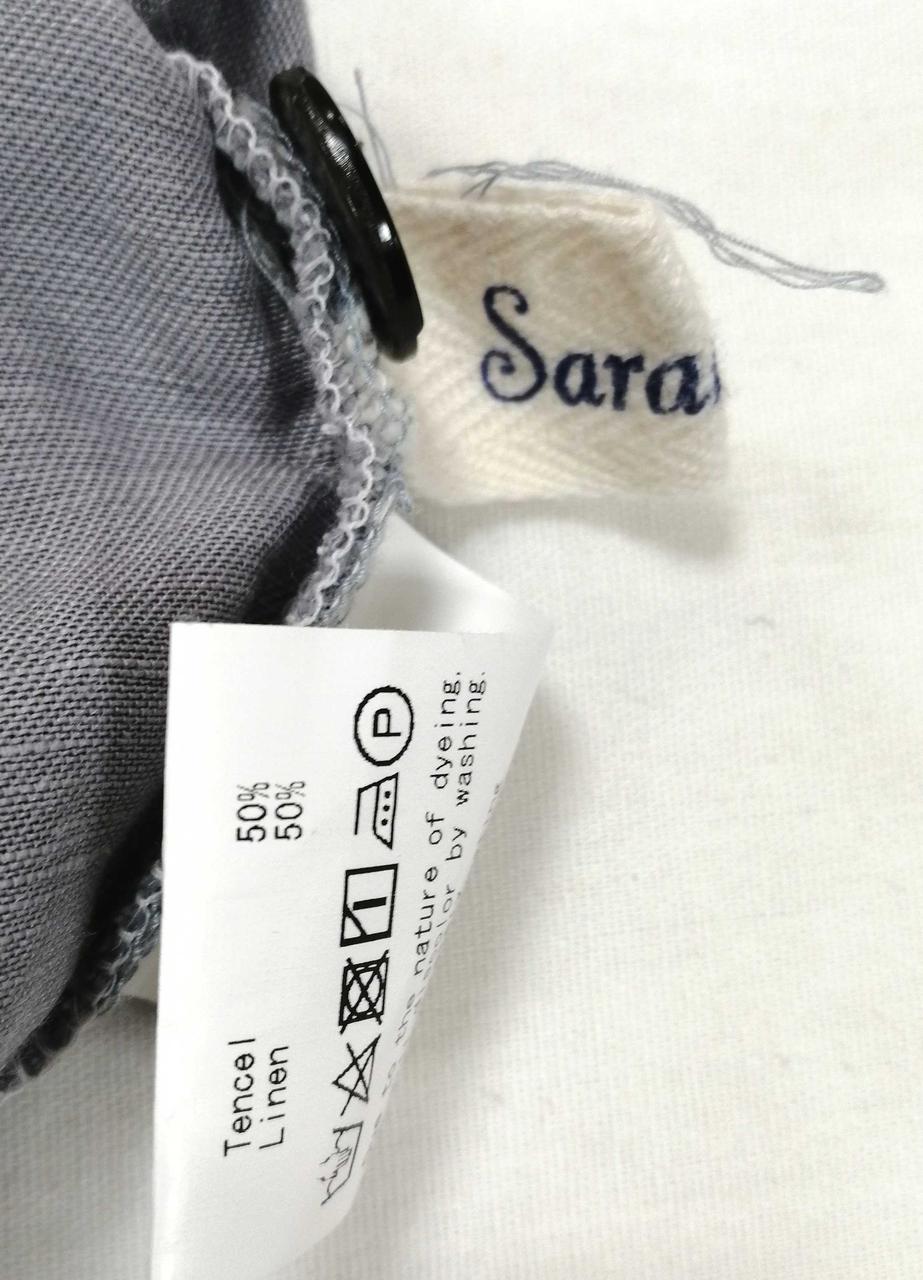 Sara
Tencel 50%
Linen 50%
P
to the nature of dyeing,
color by washing.